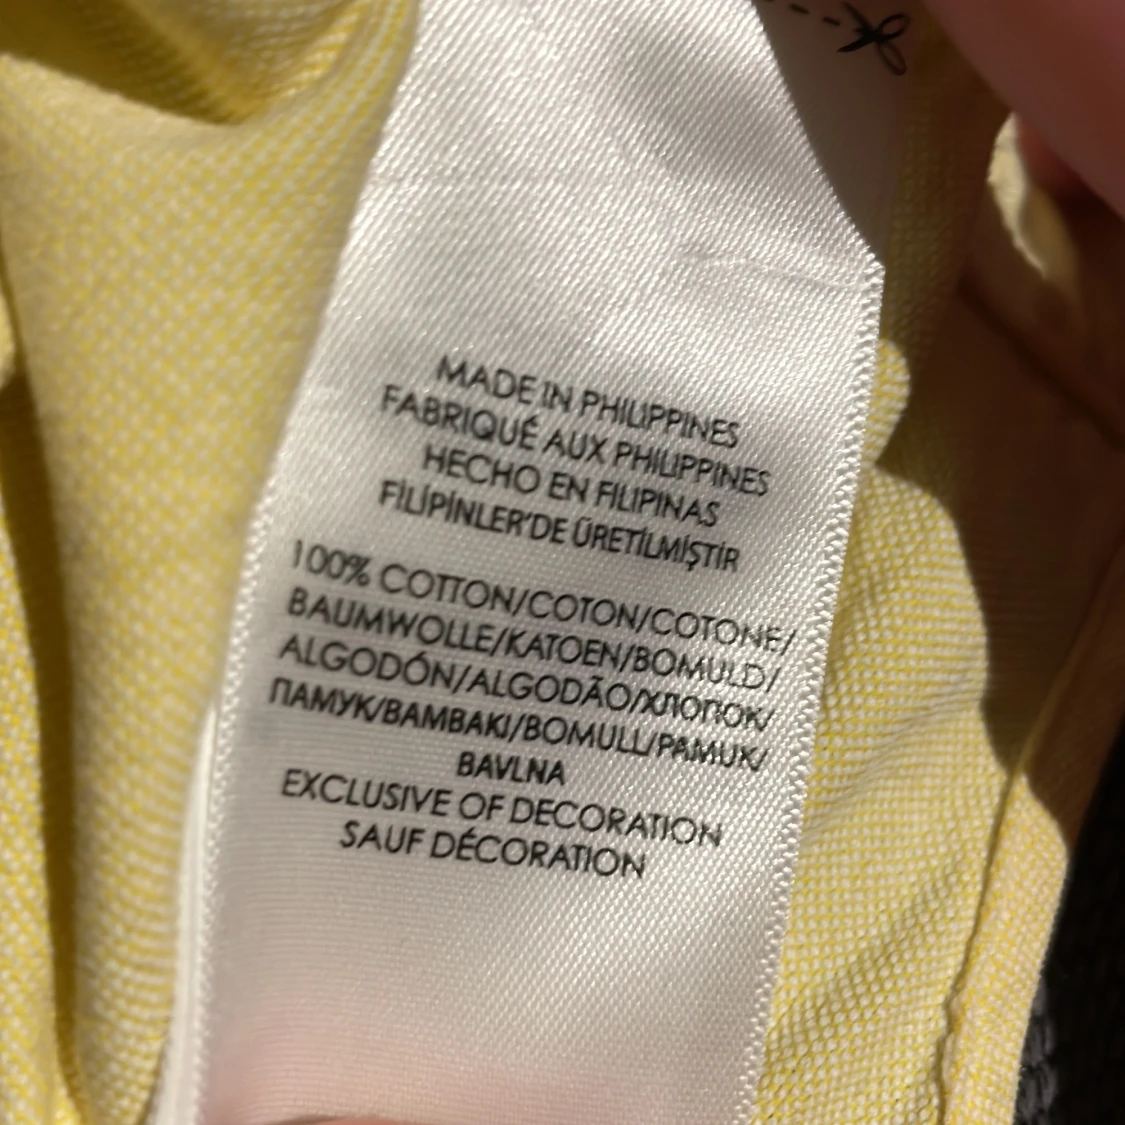 MADE IN PHILIPPINES
FABRIQUÉ AUX PHILIPPINES
HECHO EN FILIPINAS
FİLİPİNLER'DE ÜRETİLMİŞTİR
100% COTTON/COTON/COTONE/
BAUMWOLLE/KATOEN/BOMULD/
ALGODÓN/ALGODÃO/ХЛОПОК/
ПАМУК/BAMBAKI/BOMULL/PAMUK/
BAVLNA
EXCLUSIVE OF DECORATION
SAUF DÉCORATION